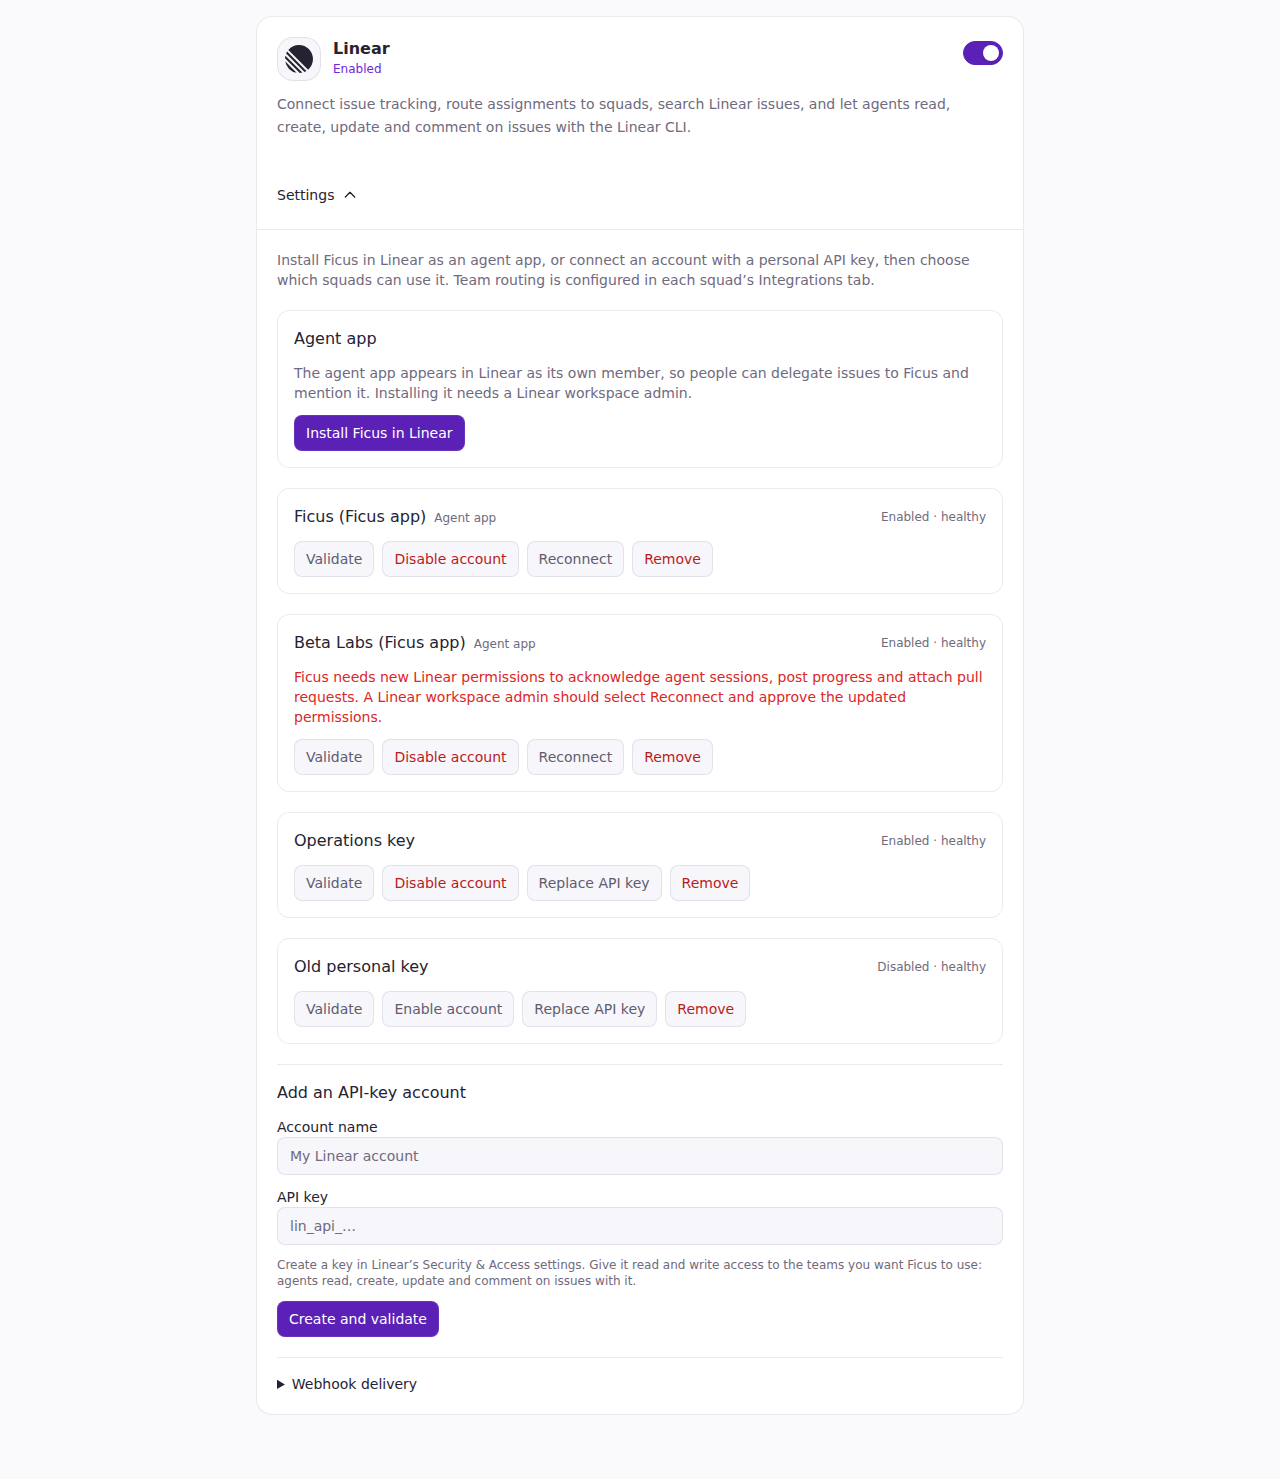 Linear
Enabled
Connect issue tracking, route assignments to squads, search Linear issues, and let agents read,
create, update and comment on issues with the Linear CLI.
Settings
Install Ficus in Linear as an agent app, or connect an account with a personal API key, then choose
which squads can use it. Team routing is configured in each squad’s Integrations tab.
Agent app
The agent app appears in Linear as its own member, so people can delegate issues to Ficus and
mention it. Installing it needs a Linear workspace admin.
Install Ficus in Linear
Ficus (Ficus app) Agent app Enabled · healthy
Validate Disable account Reconnect Remove
Beta Labs (Ficus app) Agent app Enabled · healthy
Ficus needs new Linear permissions to acknowledge agent sessions, post progress and attach pull
requests. A Linear workspace admin should select Reconnect and approve the updated
permissions.
Validate Disable account Reconnect Remove
Operations key Enabled · healthy
Validate Disable account Replace API key Remove
Old personal key Disabled · healthy
Validate Enable account Replace API key Remove
Add an API-key account
Account name
My Linear account
API key
lin_api_...
Create a key in Linear’s Security & Access settings. Give it read and write access to the teams you want Ficus to use:
agents read, create, update and comment on issues with it.
Create and validate
Webhook delivery